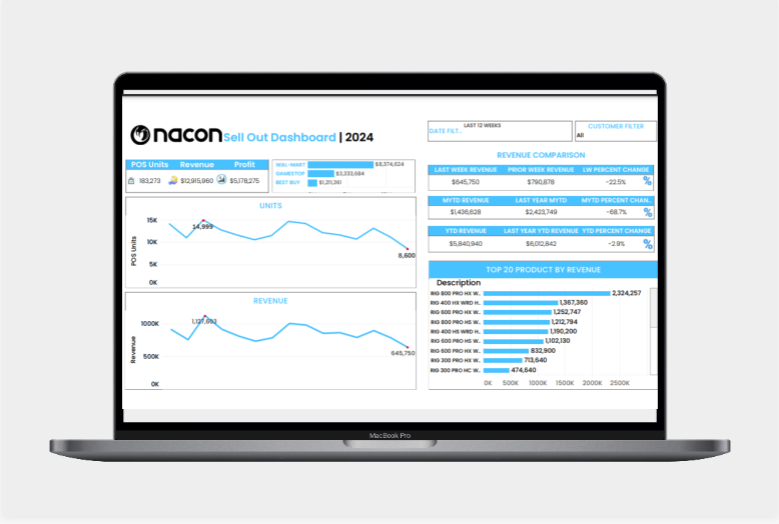 nacon Sell Out Dashboard | 2024
LAST 12 WEEKS
DATE FILT..
CUSTOMER FILTER
All
POS Units Revenue Profit
183,273 $12,915,960 $5,178,275
WALL-MART $8,374,624
GAMESTOP $3,333,684
BEST BUY $1,211,381
UNITS
POS Units
15K
10K
5K
0K
14,999
8,600
REVENUE
Revenue
1000K
500K
0K
1,127,693
645,750
REVENUE COMPARISON
LAST WEEK REVENUE PRIOR WEEK REVENUE LW PERCENT CHANGE
$645,750 $790,878 -22.5% %
MYTD REVENUE LAST YEAR MYTD MYTD PERCENT CHAN..
$1,436,628 $2,423,749 -68.7% %
YTD REVENUE LAST YEAR YTD REVENUE YTD PERCENT CHANGE
$5,840,940 $6,012,842 -2.9% %
TOP 20 PRODUCT BY REVENUE
Description
RIG 800 PRO HX W.. 2,324,257
RIG 400 HX WRD H.. 1,367,360
RIG 600 PRO HX W.. 1,252,747
RIG 800 PRO HS W.. 1,212,794
RIG 400 HS WRD H.. 1,190,200
RIG 600 PRO HS W.. 1,102,130
RIG 600 PRO HX W.. 832,900
RIG 300 PRO HX W.. 713,640
RIG 300 PRO HC W.. 474,640
0K 500K 1000K 1500K 2000K 2500K
MacBook Pro